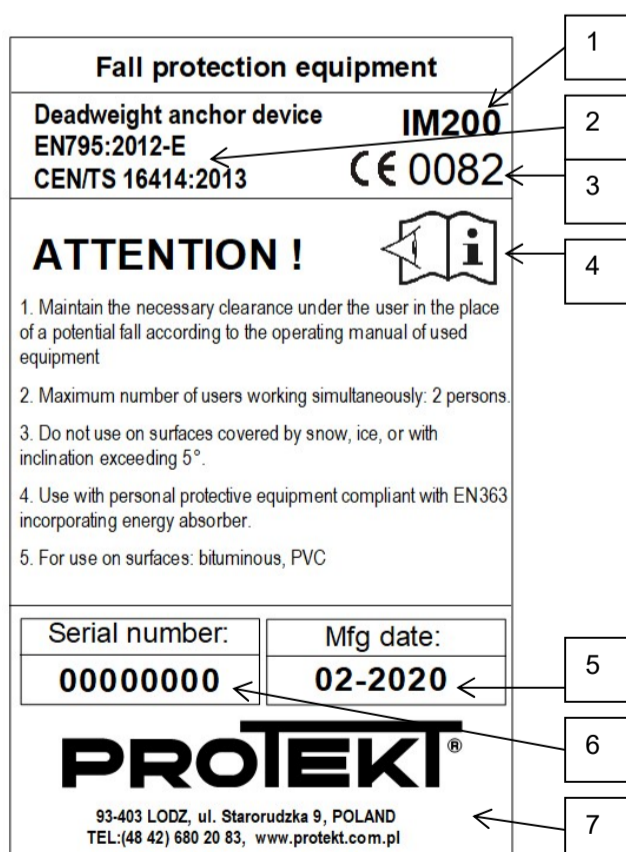 Fall protection equipment
1
Deadweight anchor device
EN795:2012-E
CEN/TS 16414:2013
IM200
CE 0082
2
3
ATTENTION !
i
4
1. Maintain the necessary clearance under the user in the place
of a potential fall according to the operating manual of used
equipment
2. Maximum number of users working simultaneously: 2 persons.
3. Do not use on surfaces covered by snow, ice, or with
inclination exceeding 5°.
4. Use with personal protective equipment compliant with EN363
incorporating energy absorber.
5. For use on surfaces: bituminous, PVC
Serial number:
00000000
Mfg date:
02-2020
5
6
PROTEKT®
93-403 LODZ, ul. Starorudzka 9, POLAND
TEL:(48 42) 680 20 83, www.protekt.com.pl
7